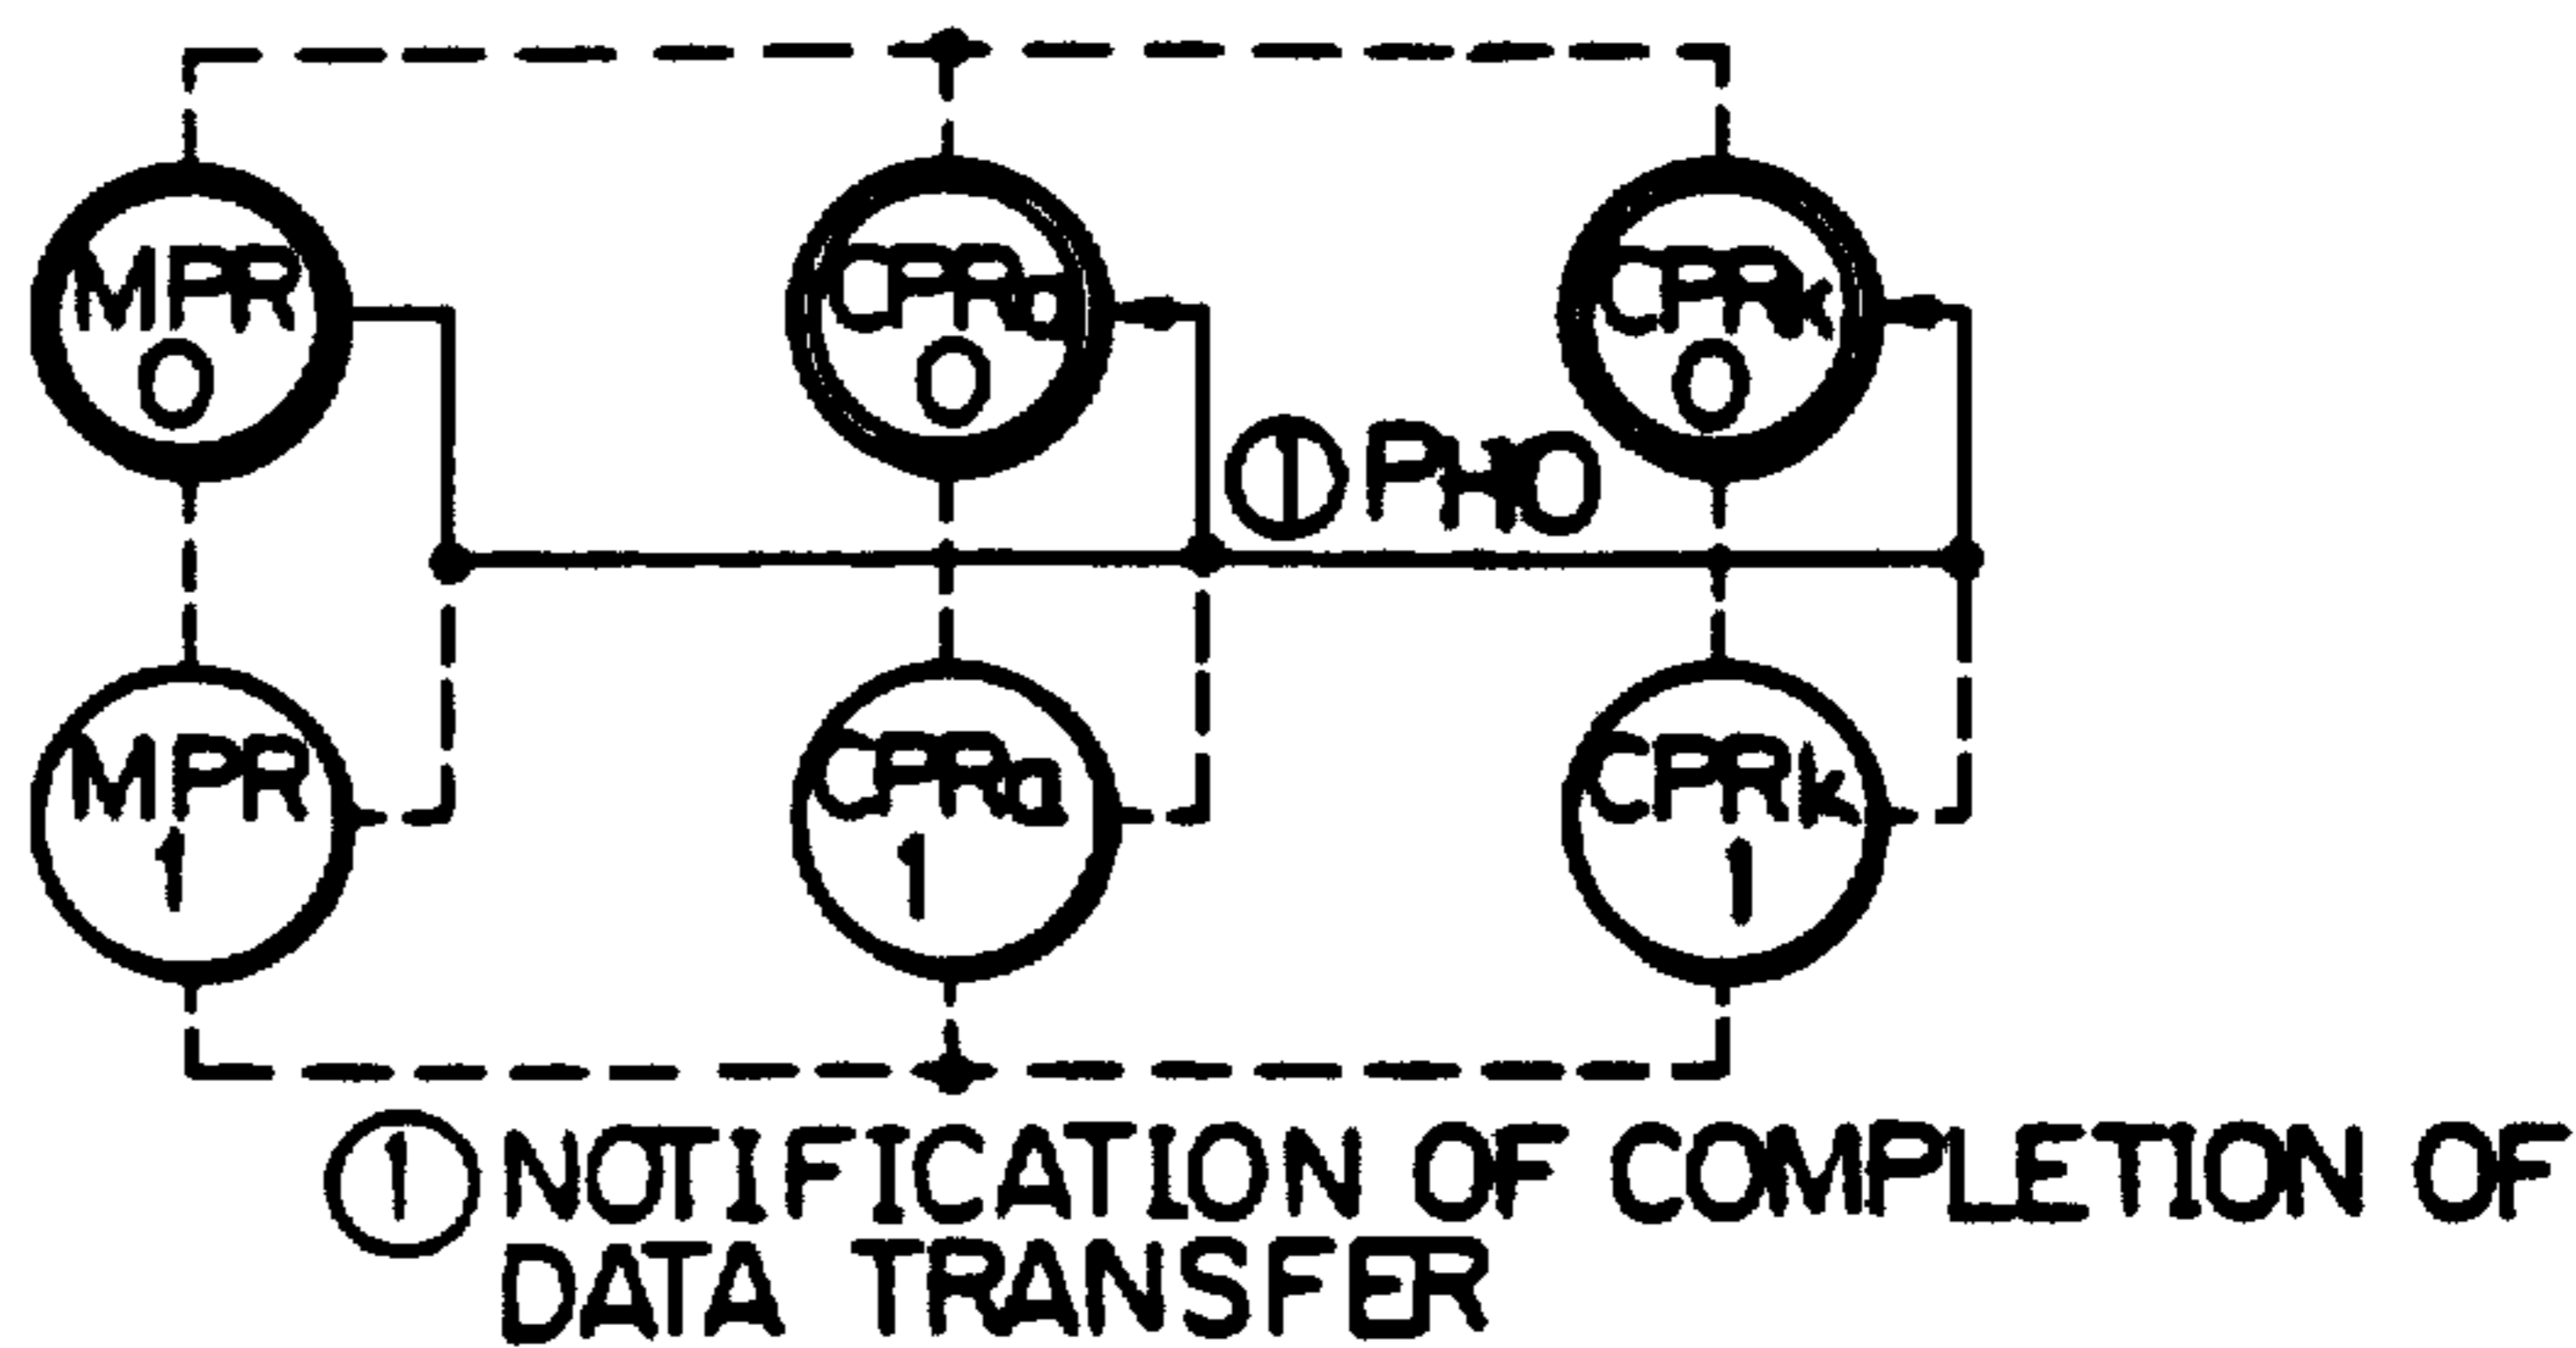 MPR
0
CPRa
0
CPRk
0
① PHO
MPR
1
CPRa
1
CPRk
1
① NOTIFICATION OF COMPLETION OF
DATA TRANSFER